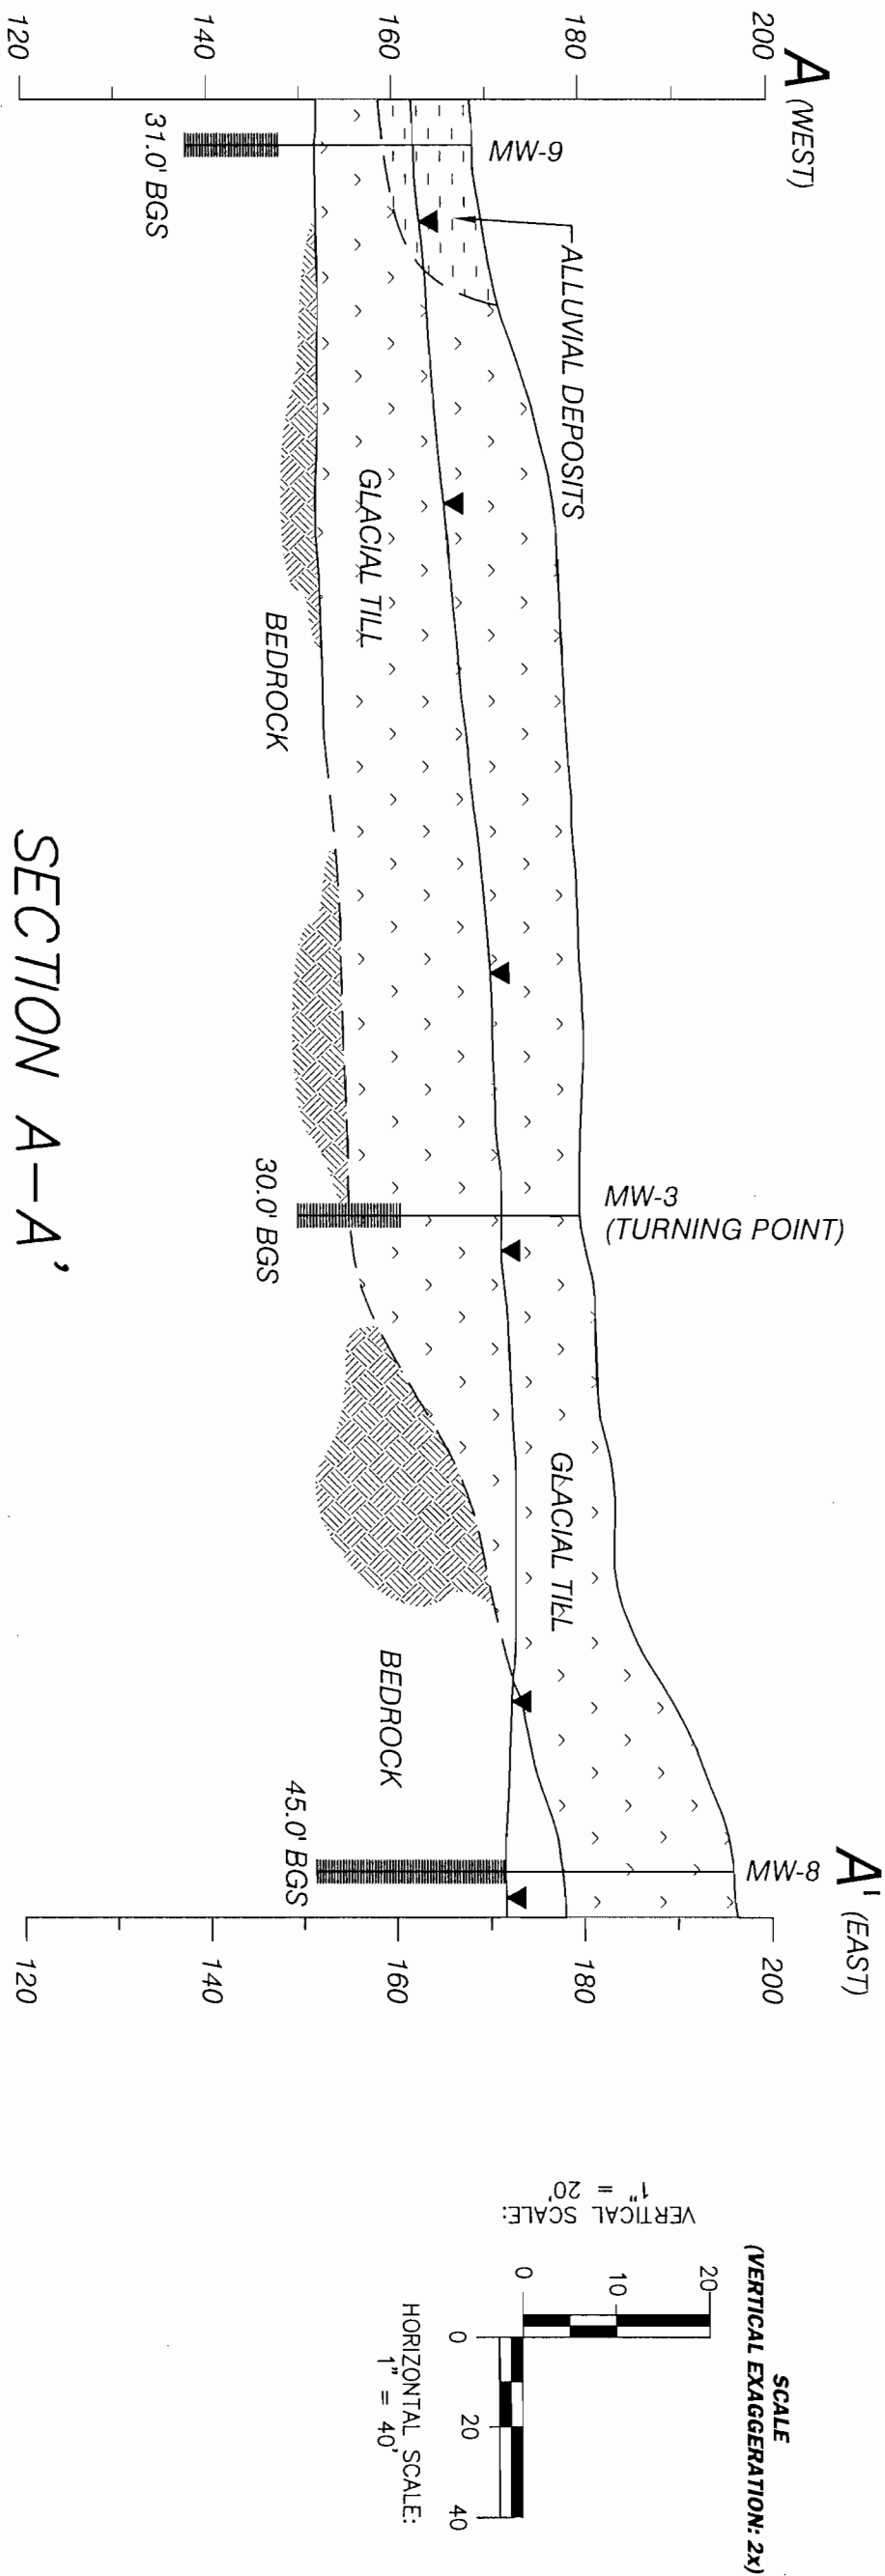 A (WEST)
A' (EAST)
200
180
160
140
120
200
180
160
140
120
MW-9
ALLUVIAL DEPOSITS
GLACIAL TILL
BEDROCK
31.0' BGS
MW-3
(TURNING POINT)
30.0' BGS
GLACIAL TILL
BEDROCK
MW-8
45.0' BGS
SECTION A-A'
SCALE
(VERTICAL EXAGGERATION: 2x)
20
10
0
VERTICAL SCALE:
1" = 20'
0
20
40
HORIZONTAL SCALE:
1" = 40'